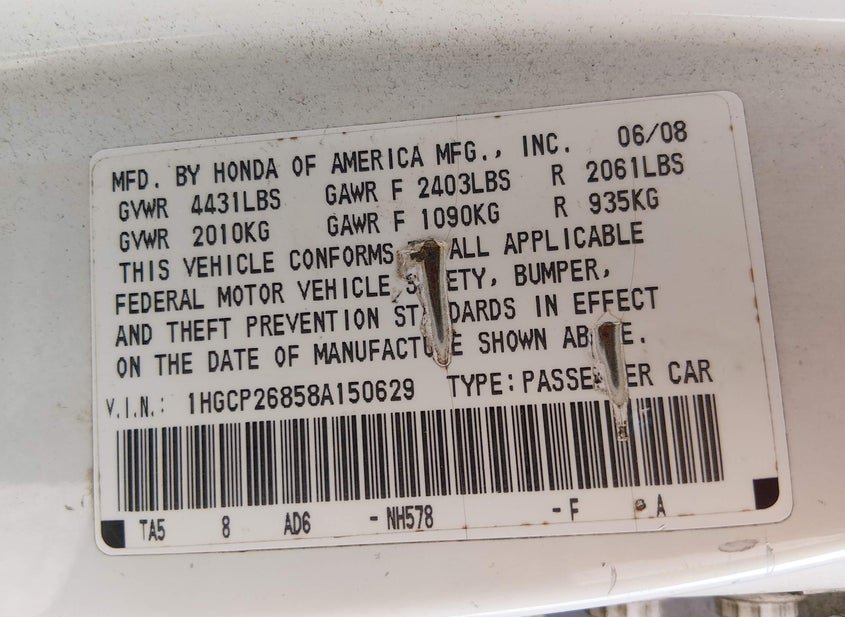 MFD. BY HONDA OF AMERICA MFG., INC. 06/08
GVWR 4431LBS GAWR F 2403LBS R 2061LBS
GVWR 2010KG GAWR F 1090KG R 935KG
THIS VEHICLE CONFORMS ALL APPLICABLE
FEDERAL MOTOR VEHICLE S ETY, BUMPER,
AND THEFT PREVENTION ST DARDS IN EFFECT
ON THE DATE OF MANUFACT E SHOWN AB E.
V.I.N.: 1HGCP26858A150629 TYPE: PASSE ER CAR
TA5 8 AD6 - NH578 - F A